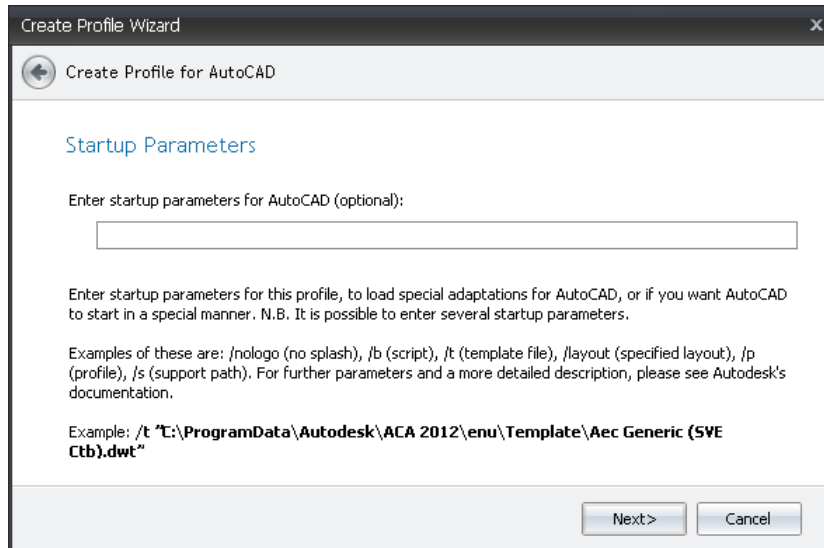 Create Profile Wizard
x
Create Profile for AutoCAD
Startup Parameters
Enter startup parameters for AutoCAD (optional):
Enter startup parameters for this profile, to load special adaptations for AutoCAD, or if you want AutoCAD
to start in a special manner. N.B. It is possible to enter several startup parameters.
Examples of these are: /nologo (no splash), /b (script), /t (template file), /layout (specified layout), /p
(profile), /s (support path). For further parameters and a more detailed description, please see Autodesk's
documentation.
Example: /t "C:\ProgramData\Autodesk\ACA 2012\enu\Template\Aec Generic (SVE
Ctb).dwt"
Next>
Cancel